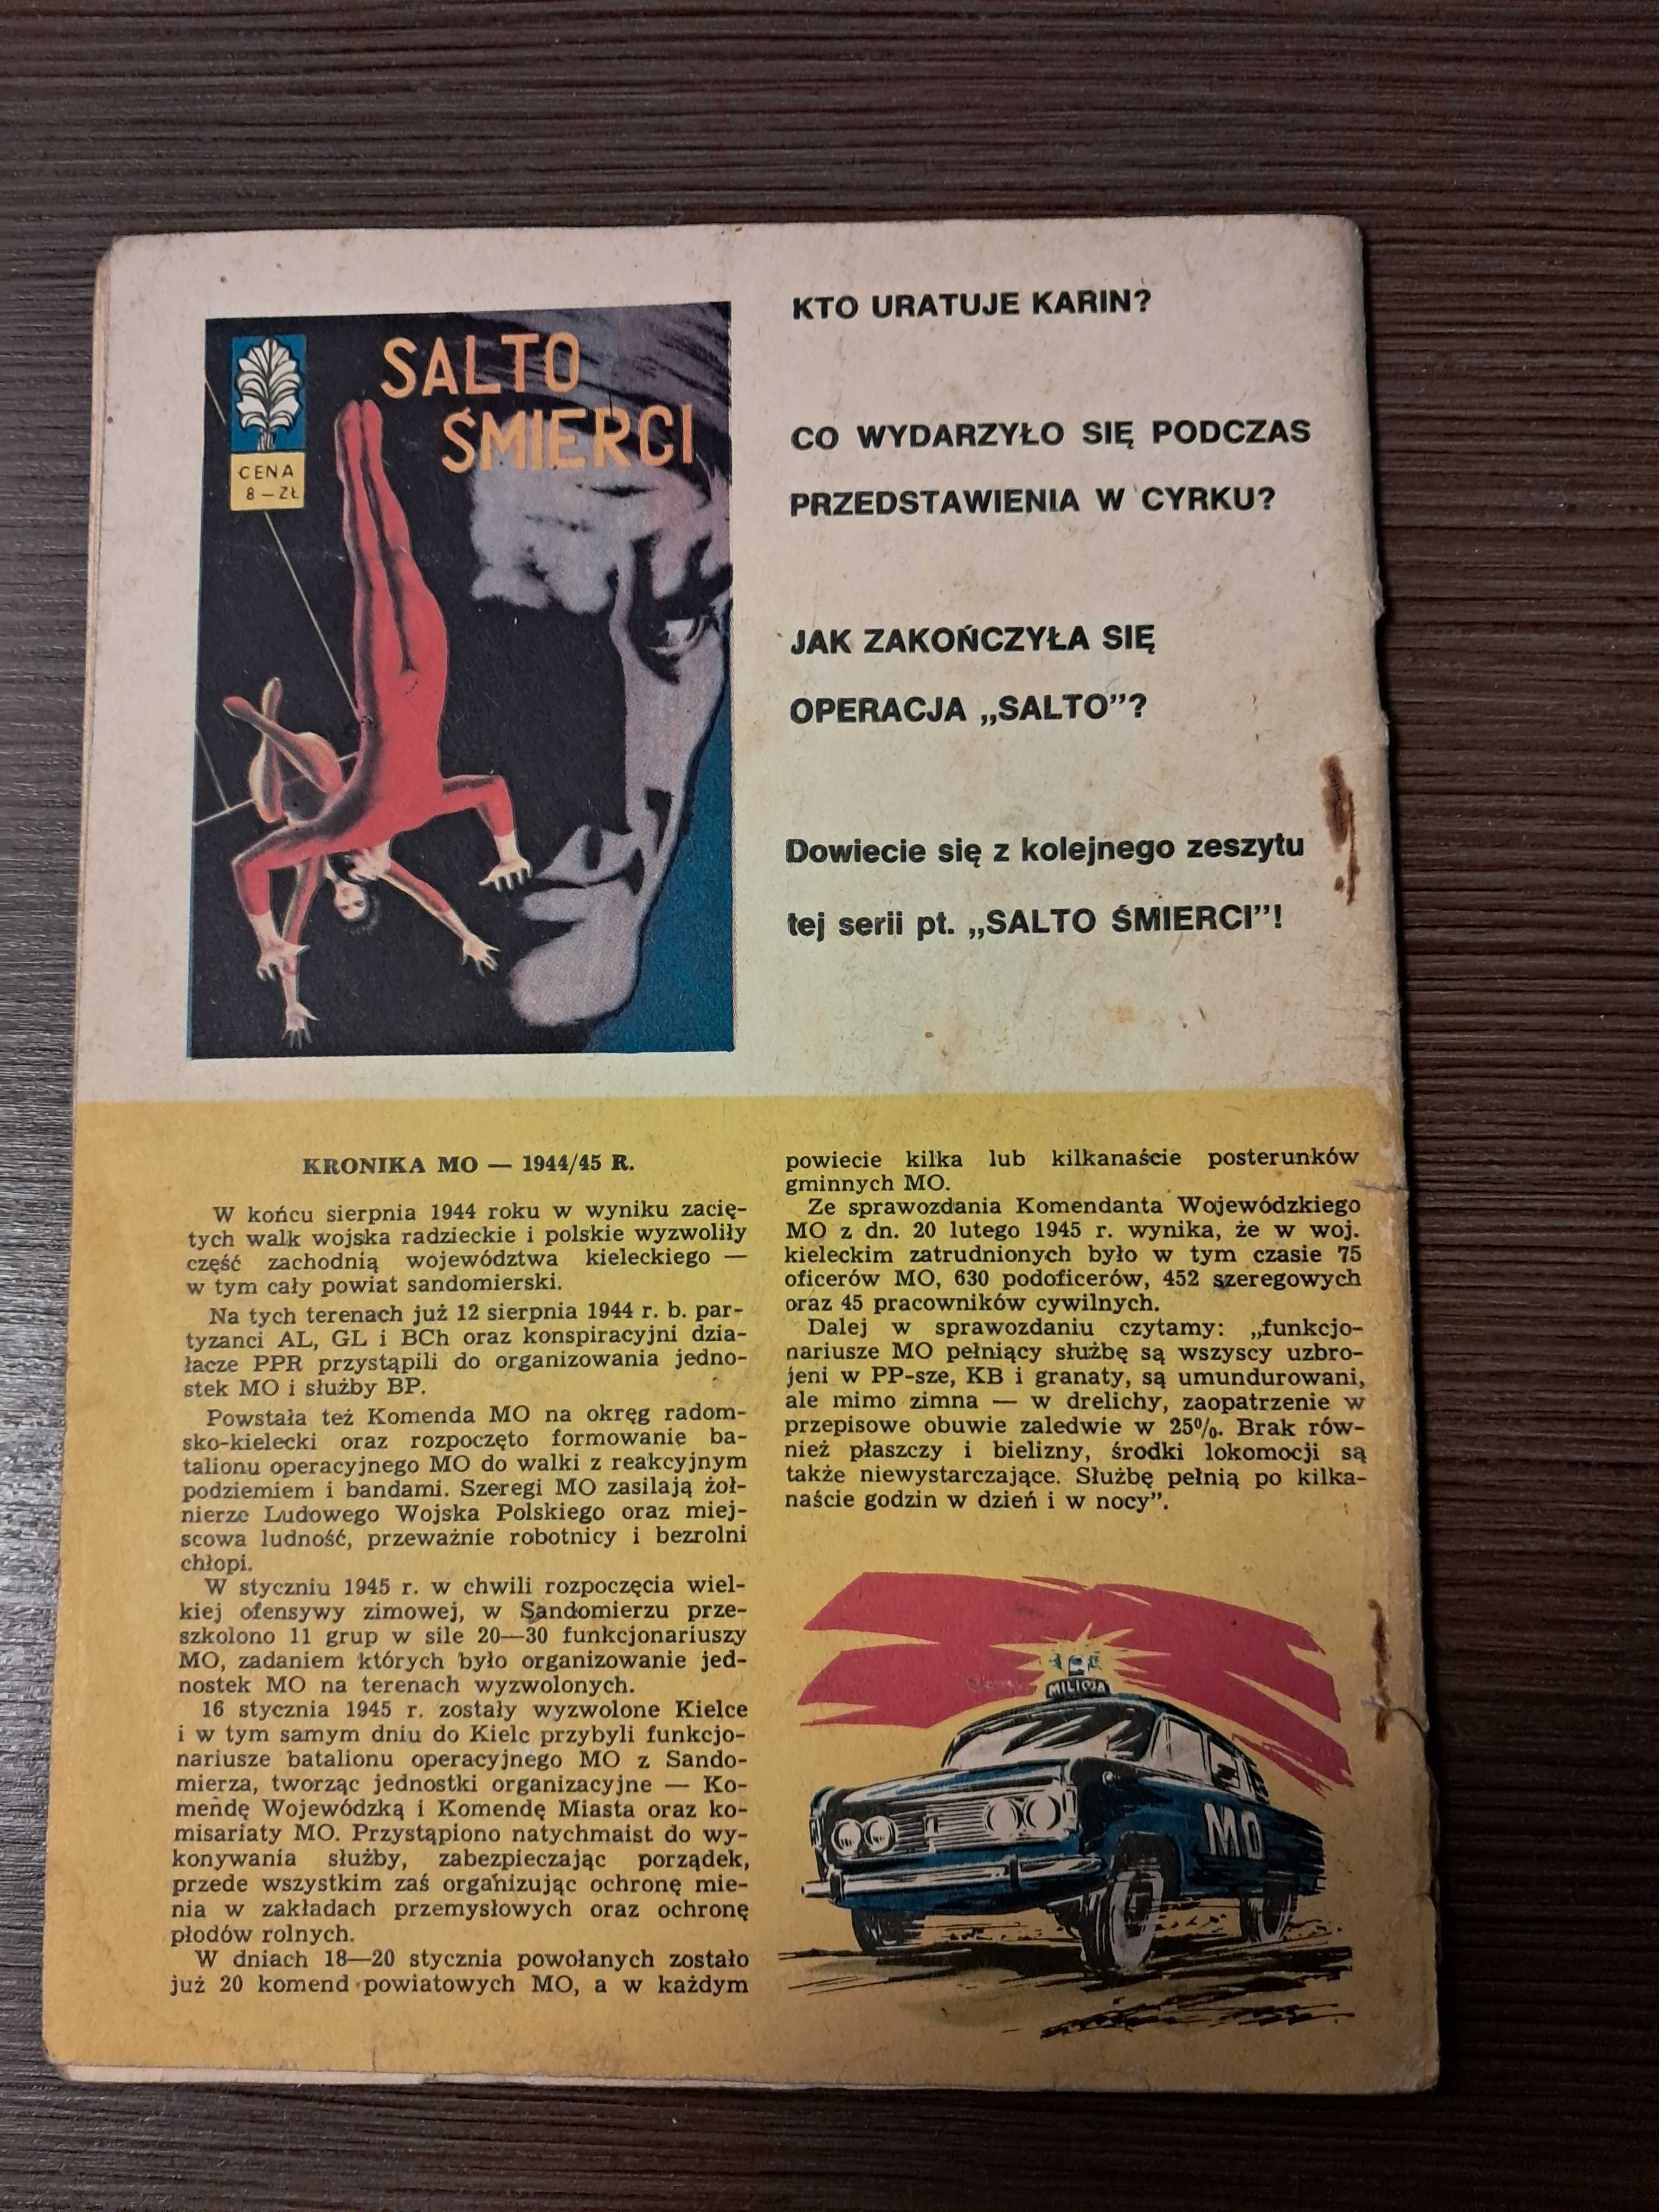 SALTO
ŚMIERCI
CENA
8 — ZŁ
KTO URATUJE KARIN?
CO WYDARZYŁO SIĘ PODCZAS
PRZEDSTAWIENIA W CYRKU?
JAK ZAKOŃCZYŁA SIĘ
OPERACJA „SALTO”?
Dowiecie się z kolejnego zeszytu
tej serii pt. „SALTO ŚMIERCI”!
KRONIKA MO — 1944/45 R.
W końcu sierpnia 1944 roku w wyniku zacię-
tych walk wojska radzieckie i polskie wyzwoliły
część zachodnią województwa kieleckiego —
w tym cały powiat sandomierski.
Na tych terenach już 12 sierpnia 1944 r. b. par-
tyzanci AL, GL i BCh oraz konspiracyjni dzia-
łacze PPR przystąpili do organizowania jedno-
stek MO i służby BP.
Powstała też Komenda MO na okręg radom-
sko-kielecki oraz rozpoczęto formowanie ba-
talionu operacyjnego MO do walki z reakcyjnym
podziemiem i bandami. Szeregi MO zasilają żoł-
nierze Ludowego Wojska Polskiego oraz miej-
scowa ludność, przeważnie robotnicy i bezrolni
chłopi.
W styczniu 1945 r. w chwili rozpoczęcia wiel-
kiej ofensywy zimowej, w Sandomierzu prze-
szkolono 11 grup w sile 20—30 funkcjonariuszy
MO, zadaniem których było organizowanie jed-
nostek MO na terenach wyzwolonych.
16 stycznia 1945 r. zostały wyzwolone Kielce
i w tym samym dniu do Kielc przybyli funkcjo-
nariusze batalionu operacyjnego MO z Sando-
mierza, tworząc jednostki organizacyjne — Ko-
mendę Wojewódzką i Komendę Miasta oraz ko-
misariaty MO. Przystąpiono natychmaist do wy-
konywania służby, zabezpieczając porządek,
przede wszystkim zaś organizując ochronę mie-
nia w zakładach przemysłowych oraz ochronę
płodów rolnych.
W dniach 18—20 stycznia powołanych zostało
już 20 komend powiatowych MO, a w każdym
powiecie kilka lub kilkanaście posterunków
gminnych MO.
Ze sprawozdania Komendanta Wojewódzkiego
MO z dn. 20 lutego 1945 r. wynika, że w woj.
kieleckim zatrudnionych było w tym czasie 75
oficerów MO, 630 podoficerów, 452 szeregowych
oraz 45 pracowników cywilnych.
Dalej w sprawozdaniu czytamy: „funkcjo-
nariusze MO pełniący służbę są wszyscy uzbro-
jeni w PP-sze, KB i granaty, są umundurowani,
ale mimo zimna — w drelichy, zaopatrzenie w
przepisowe obuwie zaledwie w 25%. Brak rów-
nież płaszczy i bielizny, środki lokomocji są
także niewystarczające. Służbę pełnią po kilka-
naście godzin w dzień i w nocy”.
MILICJA
MO